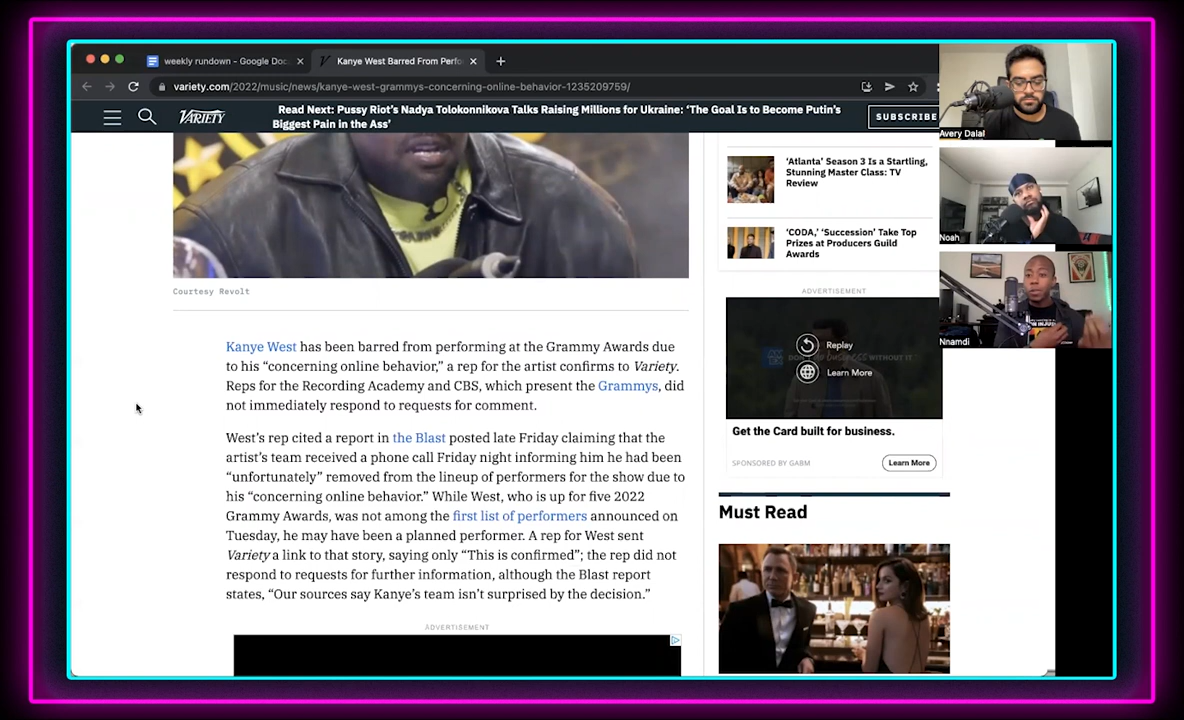 weekly rundown - Google Doc
Kanye West Barred From Perfo
variety.com/2022/music/news/kanye-west-grammys-concerning-online-behavior-1235209759/
VARIETY
Read Next: Pussy Riot's Nadya Tolokonnikova Talks Raising Millions for Ukraine: 'The Goal Is to Become Putin's
Biggest Pain in the Ass'
SUBSCRIBE
Courtesy Revolt
Kanye West has been barred from performing at the Grammy Awards due
to his “concerning online behavior,” a rep for the artist confirms to Variety.
Reps for the Recording Academy and CBS, which present the Grammys, did
not immediately respond to requests for comment.
West's rep cited a report in the Blast posted late Friday claiming that the
artist's team received a phone call Friday night informing him he had been
“unfortunately” removed from the lineup of performers for the show due to
his “concerning online behavior.” While West, who is up for five 2022
Grammy Awards, was not among the first list of performers announced on
Tuesday, he may have been a planned performer. A rep for West sent
Variety a link to that story, saying only “This is confirmed”; the rep did not
respond to requests for further information, although the Blast report
states, “Our sources say Kanye's team isn't surprised by the decision.”
ADVERTISEMENT
'Atlanta' Season 3 Is a Startling,
Stunning Master Class: TV
Review
'CODA,' 'Succession' Take Top
Prizes at Producers Guild
Awards
ADVERTISEMENT
Replay
WITHOUT IT
Learn More
Get the Card built for business.
SPONSORED BY GABM
Learn More
Must Read
Avery Dalal
Noah
Nnamdi